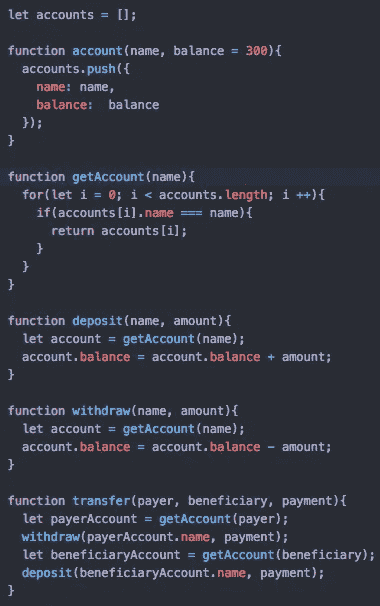 let accounts = [];

function account(name, balance = 300){
  accounts.push({
    name: name,
    balance:  balance
  });
}

function getAccount(name){
  for(let i = 0; i < accounts.length; i ++){
    if(accounts[i].name === name){
      return accounts[i];
    }
  }
}

function deposit(name, amount){
  let account = getAccount(name);
  account.balance = account.balance + amount;
}

function withdraw(name, amount){
  let account = getAccount(name);
  account.balance = account.balance - amount;
}

function transfer(payer, beneficiary, payment){
  let payerAccount = getAccount(payer);
  withdraw(payerAccount.name, payment);
  let beneficiaryAccount = getAccount(beneficiary);
  deposit(beneficiaryAccount.name, payment);
}